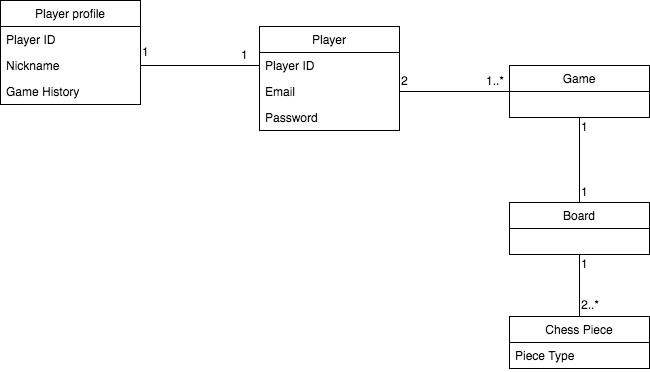 Player profile
Player ID
Nickname
Game History
1
1
Player
Player ID
Email
Password
2
1..*
Game
1
1
Board
1
2..*
Chess Piece
Piece Type